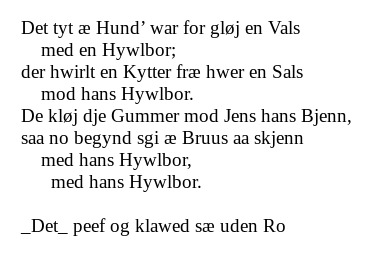 Det tyt æ Hund’ war for gløj en Vals
med en Hywlbor;
der hwirlt en Kytter fræ hwer en Sals
mod hans Hywlbor.
De kløj dje Gummer mod Jens hans Bjenn,
saa no begynd sgi æ Bruus aa skjenn
med hans Hywlbor,
med hans Hywlbor.
_Det_ peef og klawed sæ uden Ro